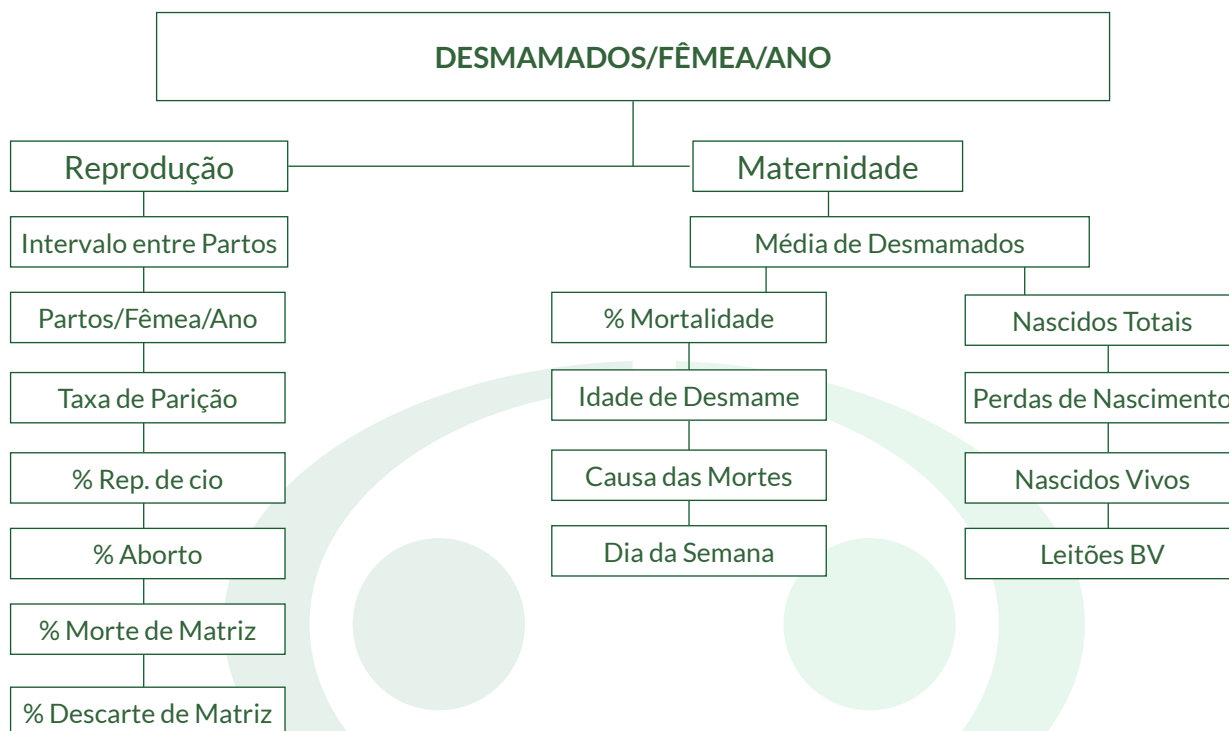 DESMAMADOS/FÊMEA/ANO
Reprodução
Intervalo entre Partos
Partos/Fêmea/Ano
Taxa de Parição
% Rep. de cio
% Aborto
% Morte de Matriz
% Descarte de Matriz
Maternidade
Média de Desmamados
% Mortalidade
Idade de Desmame
Causa das Mortes
Dia da Semana
Nascidos Totais
Perdas de Nascimento
Nascidos Vivos
Leitões BV